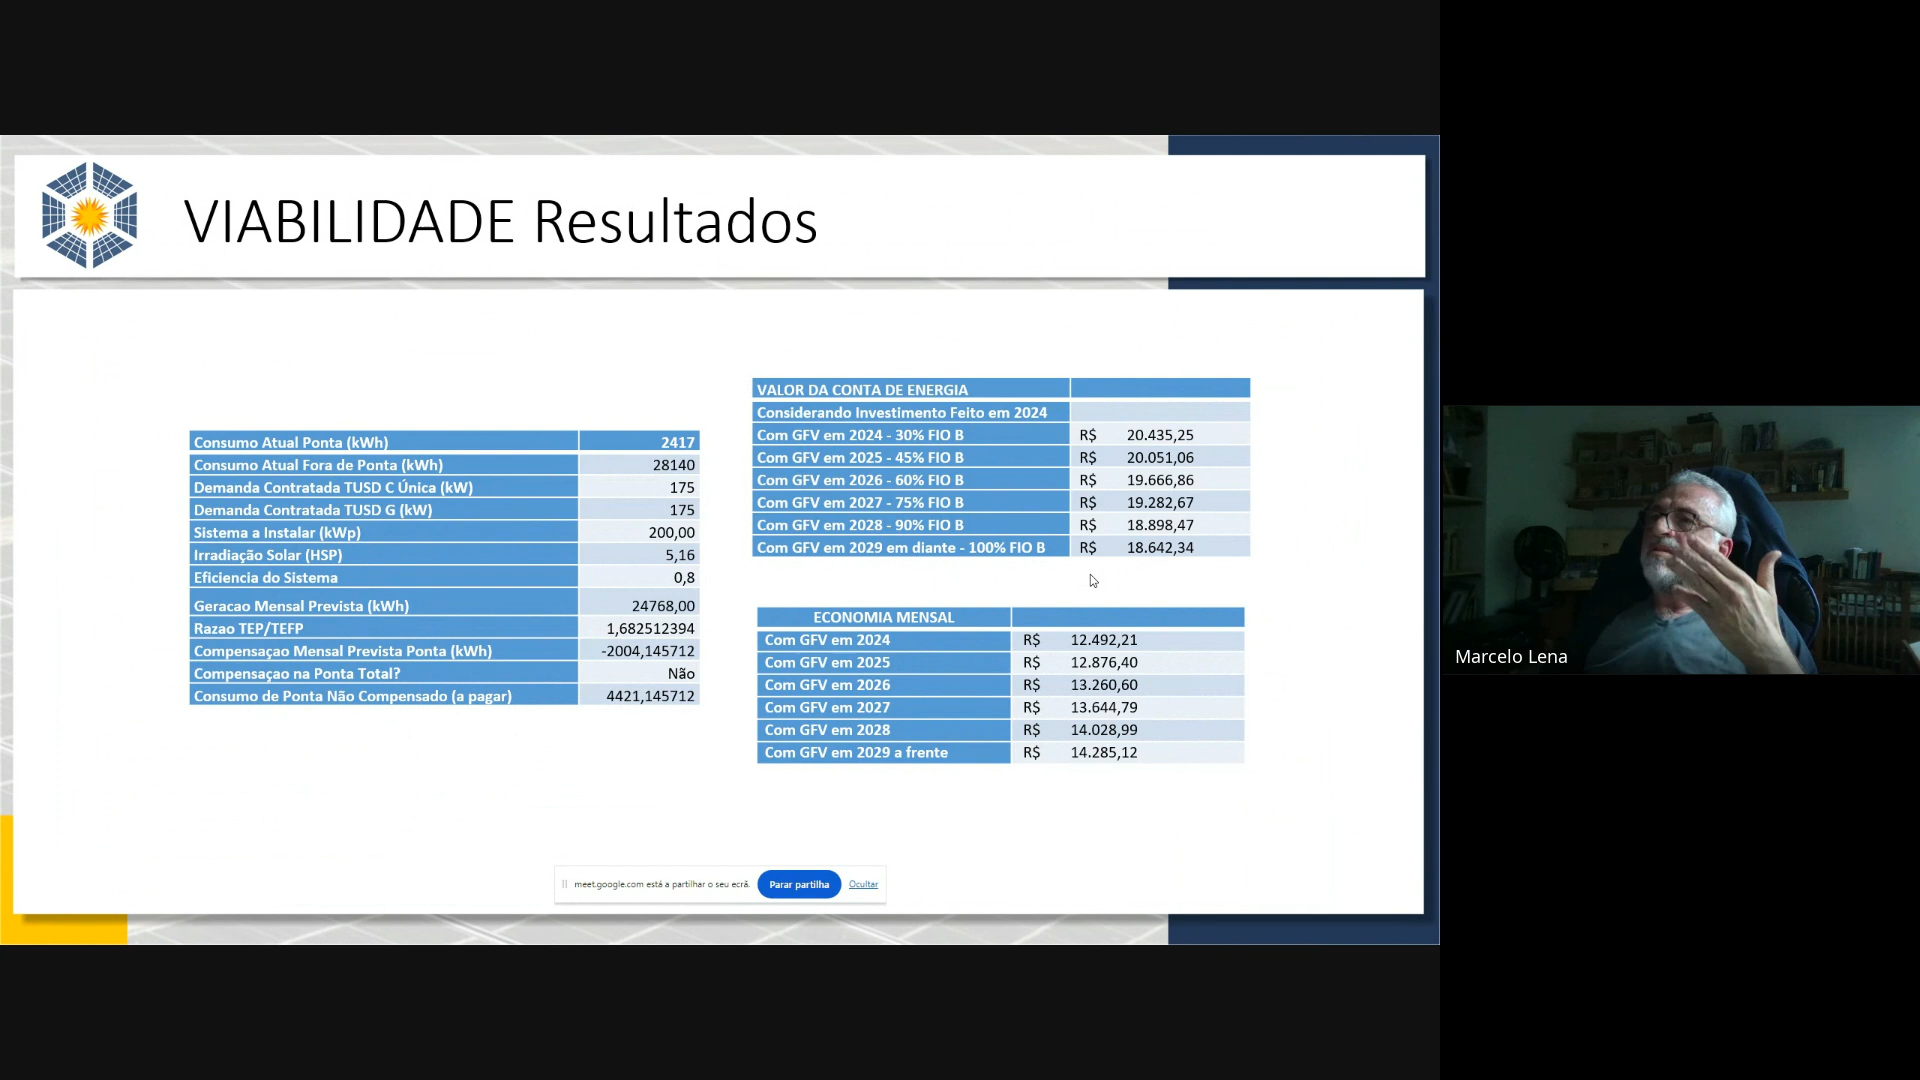 VIABILIDADE Resultados
Consumo Atual Ponta (kWh) 2417
Consumo Atual Fora de Ponta (kWh) 28140
Demanda Contratada TUSD C Única (kW) 175
Demanda Contratada TUSD G (kW) 175
Sistema a Instalar (kWp) 200,00
Irradiação Solar (HSP) 5,16
Eficiencia do Sistema 0,8
Geracao Mensal Prevista (kWh) 24768,00
Razao TEP/TEFP 1,682512394
Compensaçao Mensal Prevista Ponta (kWh) -2004,145712
Compensaçao na Ponta Total? Não
Consumo de Ponta Não Compensado (a pagar) 4421,145712
VALOR DA CONTA DE ENERGIA
Considerando Investimento Feito em 2024
Com GFV em 2024 - 30% FIO B R$ 20.435,25
Com GFV em 2025 - 45% FIO B R$ 20.051,06
Com GFV em 2026 - 60% FIO B R$ 19.666,86
Com GFV em 2027 - 75% FIO B R$ 19.282,67
Com GFV em 2028 - 90% FIO B R$ 18.898,47
Com GFV em 2029 em diante - 100% FIO B R$ 18.642,34
ECONOMIA MENSAL
Com GFV em 2024 R$ 12.492,21
Com GFV em 2025 R$ 12.876,40
Com GFV em 2026 R$ 13.260,60
Com GFV em 2027 R$ 13.644,79
Com GFV em 2028 R$ 14.028,99
Com GFV em 2029 a frente R$ 14.285,12
meet.google.com está a partilhar o seu ecrã. Parar partilha Ocultar
Marcelo Lena